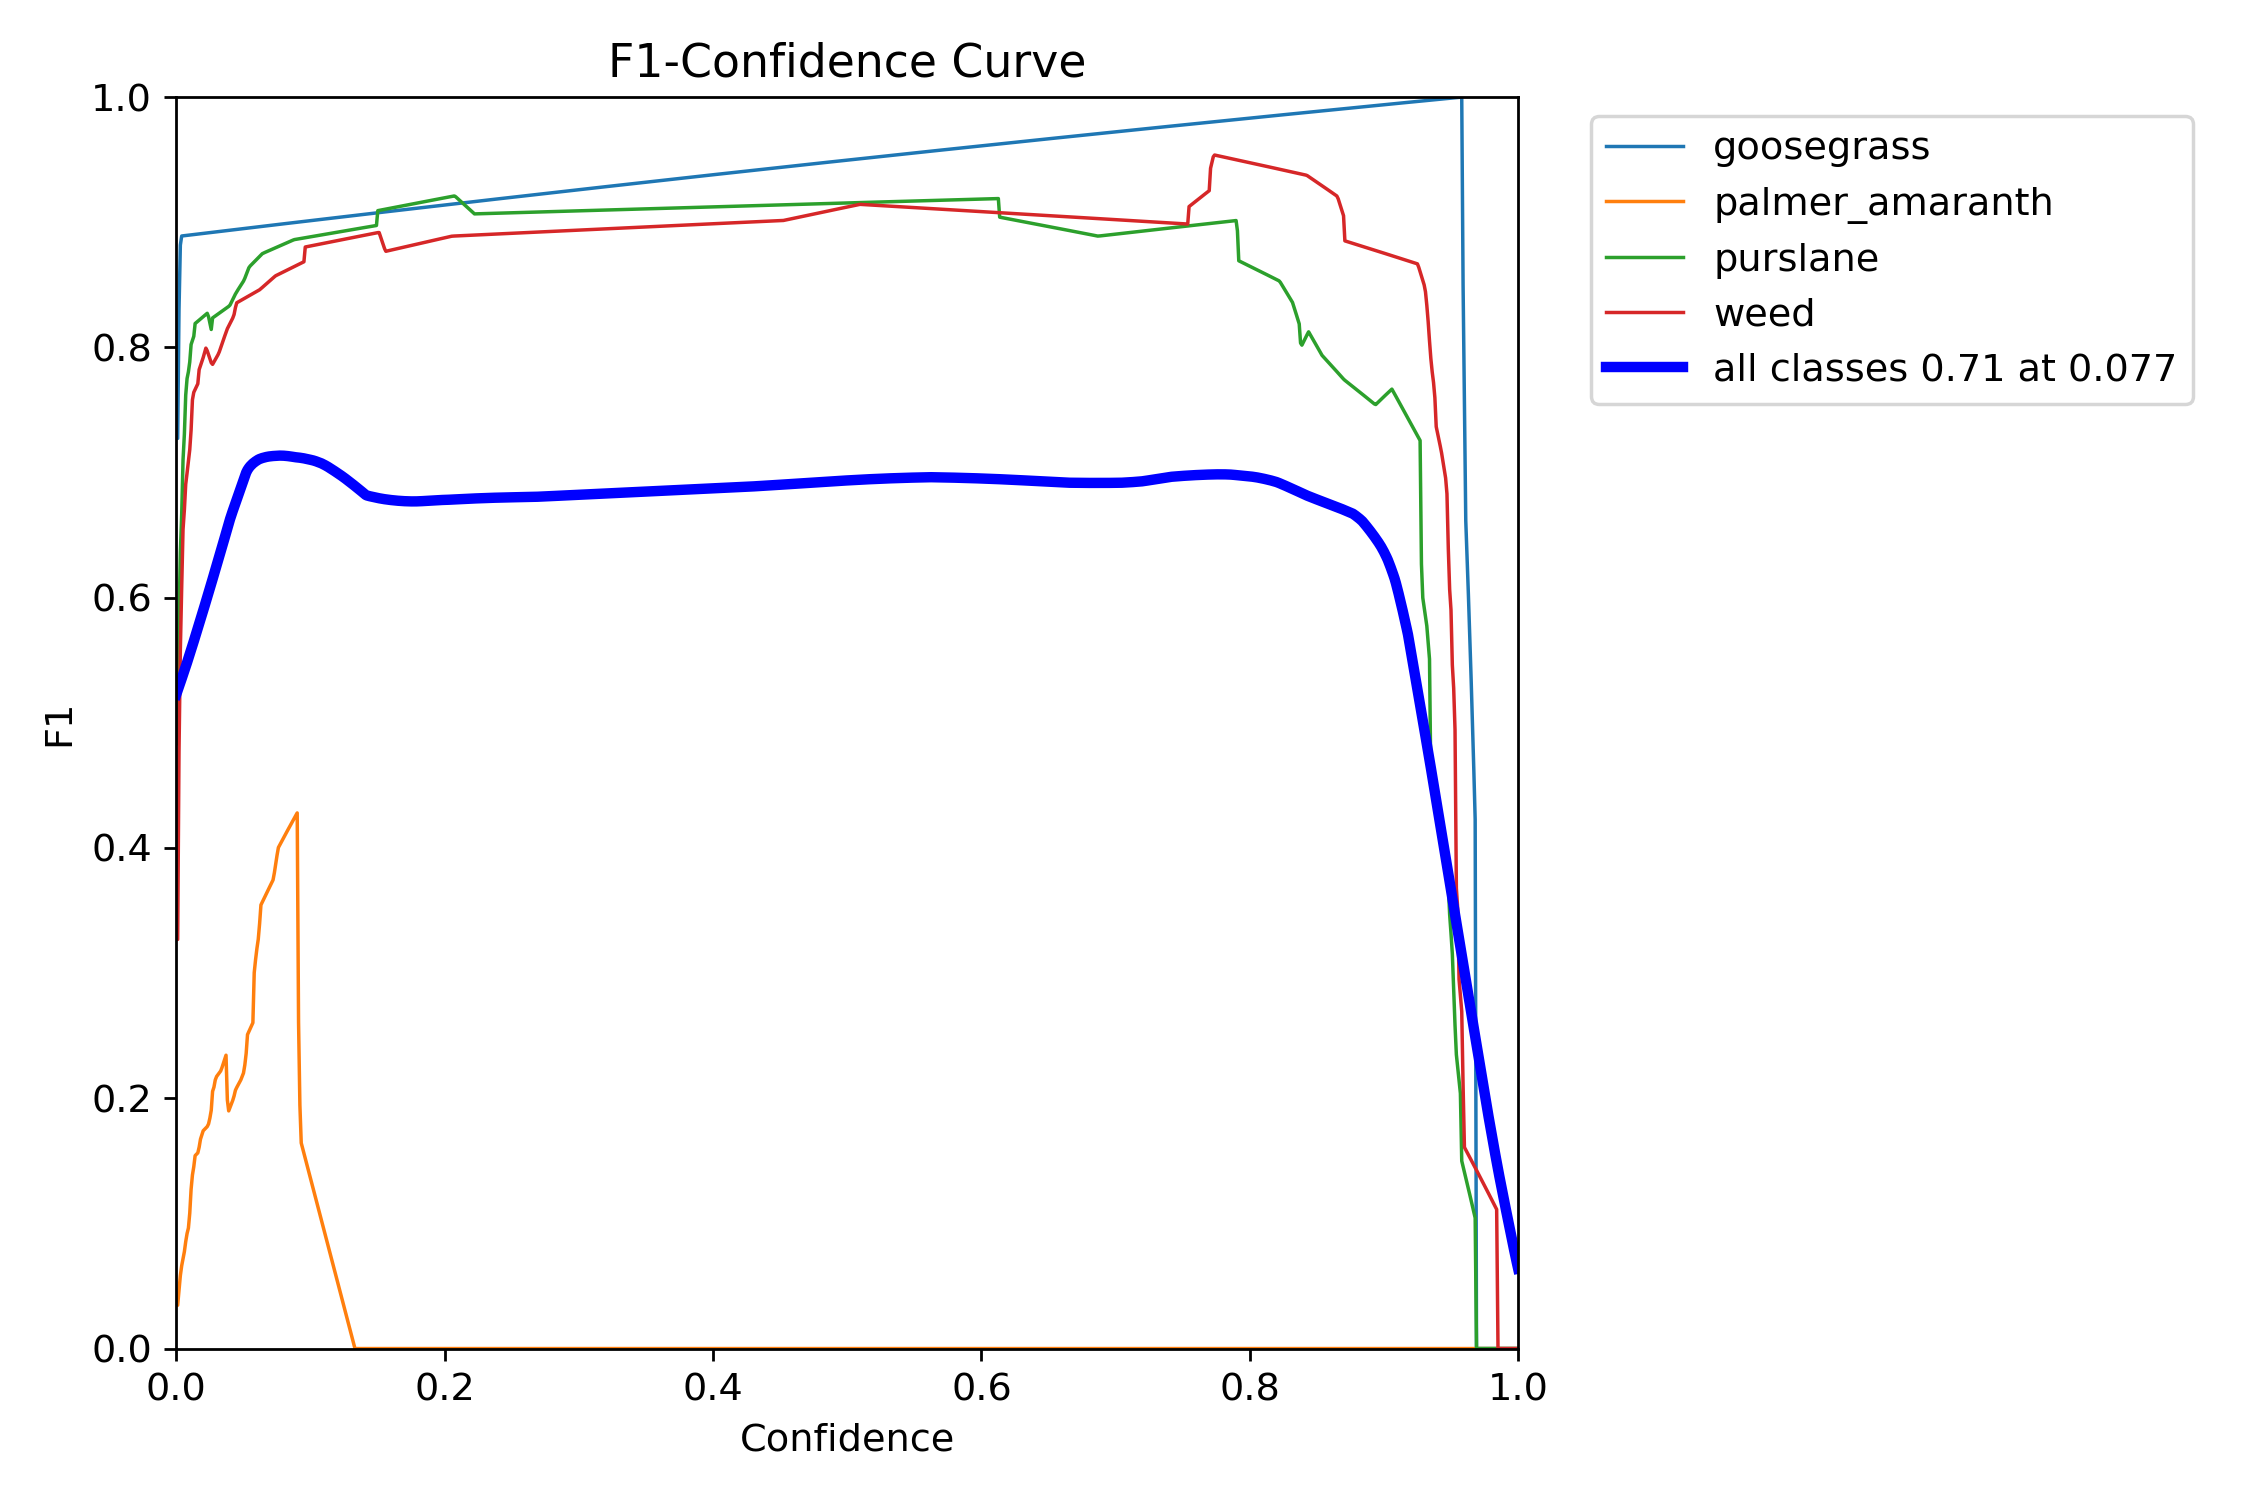 F1-Confidence Curve
1.0
0.8
0.6
0.4
0.2
0.0
F1
0.0 0.2 0.4 0.6 0.8 1.0
Confidence
goosegrass
palmer_amaranth
purslane
weed
all classes 0.71 at 0.077